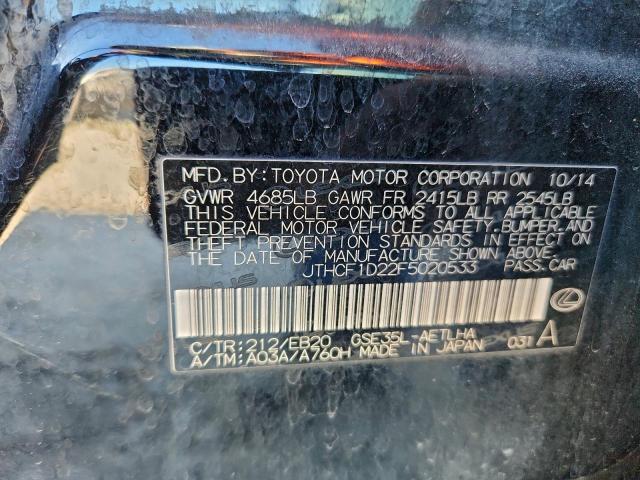 MFD. BY: TOYOTA MOTOR CORPORATION 10/14
GVWR 4685LB GAWR FR 2415LB RR 2545LB
THIS VEHICLE CONFORMS TO ALL APPLICABLE
FEDERAL MOTOR VEHICLE SAFETY, BUMPER, AND
THEFT PREVENTION STANDARDS IN EFFECT ON
THE DATE OF MANUFACTURE SHOWN ABOVE.
JTHCF1D22F5020533 PASS. CAR
C/TR: 212/EB20 GSE35L-AETLHA
A/TM: A03A/A760H MADE IN JAPAN 031 A